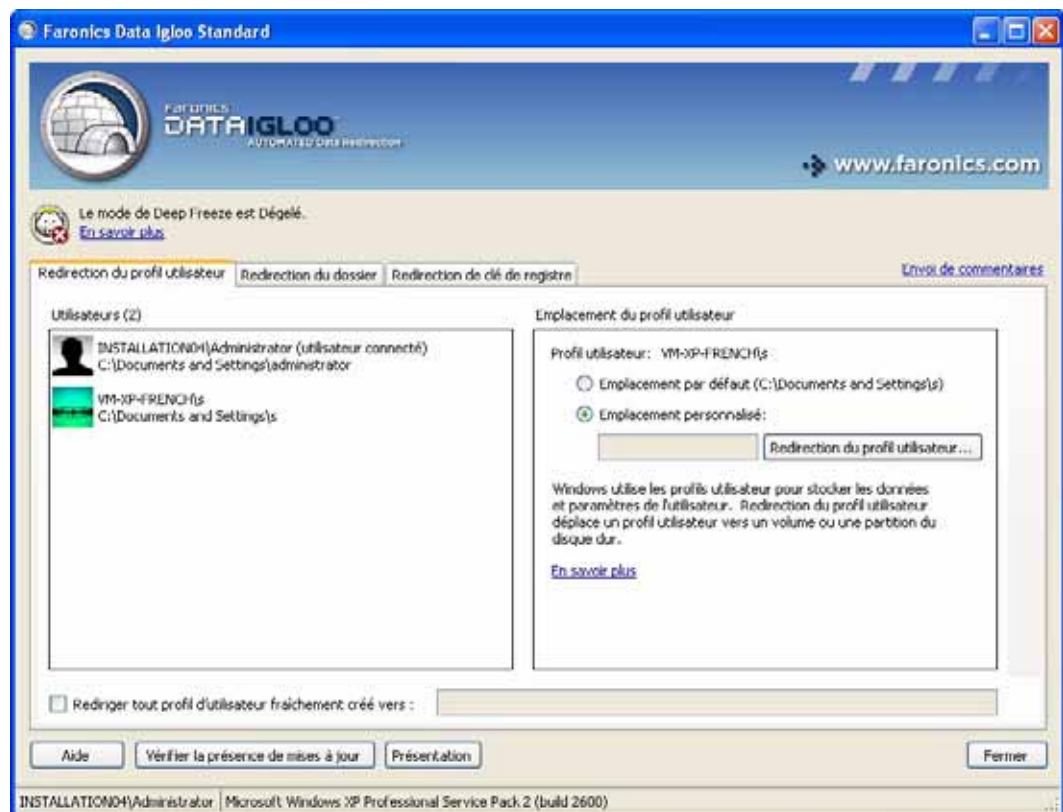 Faronics Data Igloo Standard
FARONICS
DATAIGLOO
AUTOMATED Data Redirection
www.faronics.com
Le mode de Deep Freeze est Dégelé.
En savoir plus
Redirection du profil utilisateur
Redirection du dossier
Redirection de clé de registre
Envoi de commentaires
Utilisateurs (2)
INSTALLATION04\Administrator (utilisateur connecté)
C:\Documents and Settings\administrator
VM-XP-FRENCH\s
C:\Documents and Settings\s
Emplacement du profil utilisateur
Profil utilisateur: VM-XP-FRENCH\s
Emplacement par défaut (C:\Documents and Settings\s)
Emplacement personnalisé:
Redirection du profil utilisateur...
Windows utilise les profils utilisateur pour stocker les données
et paramètres de l'utilisateur. Redirection du profil utilisateur
déplace un profil utilisateur vers un volume ou une partition du
disque dur.
En savoir plus
Rediriger tout profil d'utilisateur fraîchement créé vers :
Aide
Vérifier la présence de mises à jour
Présentation
Fermer
INSTALLATION04\Administrator
Microsoft Windows XP Professional Service Pack 2 (build 2600)